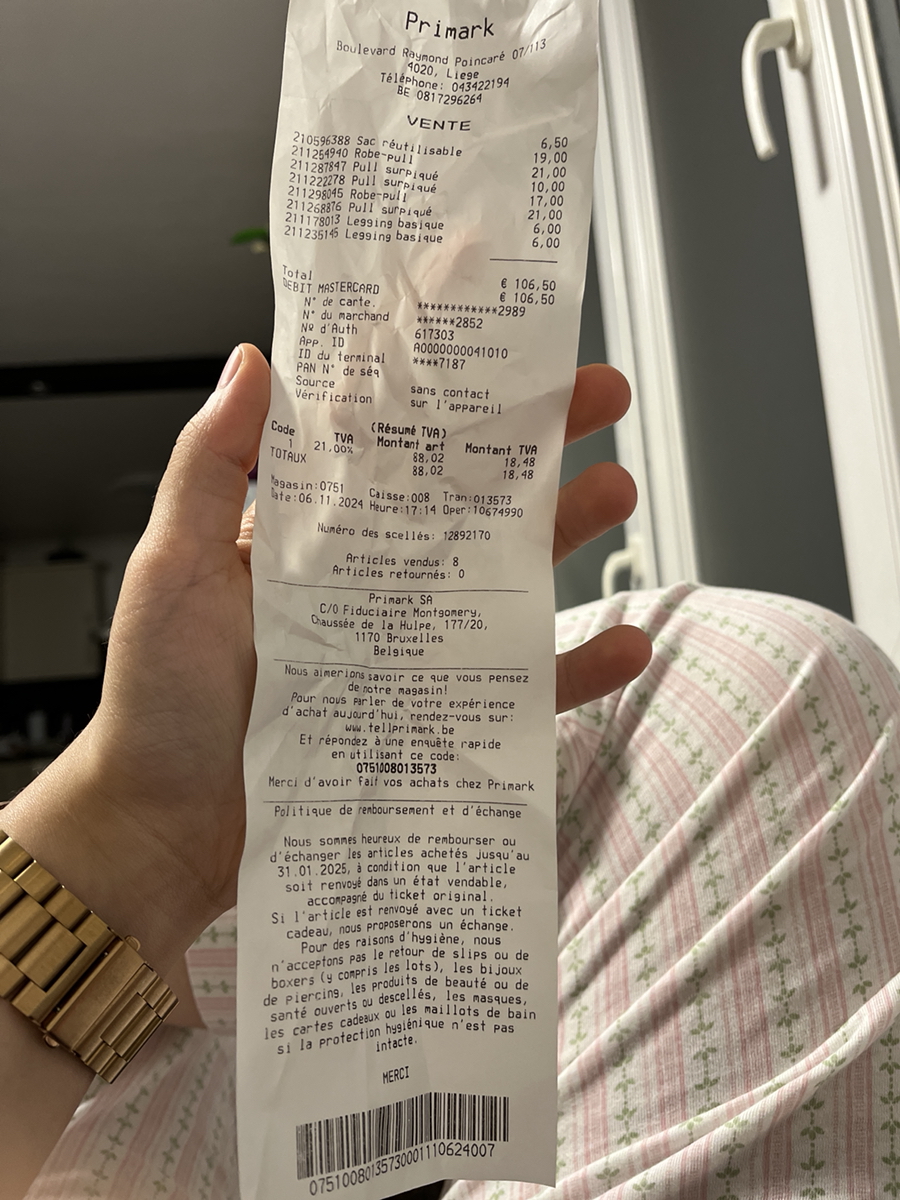 Primark
Boulevard Raymond Poincaré 07/113
4020, Liege
Téléphone: 043422194
BE 0817296264
VENTE
210596388 Sac réutilisable 6,50
211254940 Robe-pull 19,00
211287847 Pull surpiqué 21,00
211222278 Pull surpiqué 10,00
211298045 Robe-pull 17,00
211268876 Pull surpiqué 21,00
211178013 Legging basique 6,00
211235145 Legging basique 6,00
Total € 106,50
DEBIT MASTERCARD € 106,50
N° de carte. ************2989
N° du marchand ******2852
Nº d'Auth 617303
App. ID A0000000041010
ID du terminal ****7187
PAN N° de séq
Source sans contact
Vérification sur l'appareil
(Résumé TVA)
Code TVA Montant art Montant TVA
1 21,00% 88,02 18,48
TOTAUX 88,02 18,48
Magasin:0751 Caisse:008 Tran:013573
Date:06.11.2024 Heure:17:14 Oper:10674990
Numéro des scellés: 12892170
Articles vendus: 8
Articles retournés: 0
Primark SA
C/O Fiduciaire Montgomery,
Chaussée de la Hulpe, 177/20,
1170 Bruxelles
Belgique
Nous aimerions savoir ce que vous pensez
de notre magasin!
Pour nous parler de votre expérience
d'achat aujourd'hui, rendez-vous sur:
www.tellprimark.be
Et répondez à une enquête rapide
en utilisant ce code:
0751008013573
Merci d'avoir fait vos achats chez Primark
Politique de remboursement et d'échange
Nous sommes heureux de rembourser ou
d'échanger les articles achetés jusqu'au
31.01.2025, à condition que l'article
soit renvoyé dans un état vendable,
accompagné du ticket original.
Si l'article est renvoyé avec un ticket
cadeau, nous proposerons un échange.
Pour des raisons d'hygiène, nous
n'acceptons pas le retour de slips ou de
boxers (y compris les lots), les bijoux
de piercing, les produits de beauté ou de
santé ouverts ou descellés, les masques,
les cartes cadeaux ou les maillots de bain
si la protection hygiénique n'est pas
intacte.
MERCI
07510080135730001110624007